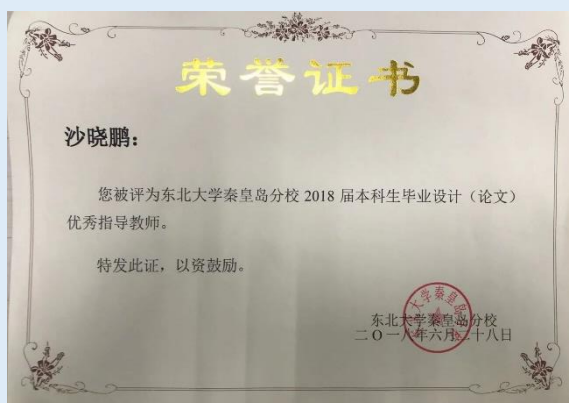 荣誉证书
沙晓鹏：
您被评为东北大学秦皇岛分校 2018 届本科生毕业设计（论文）
优秀指导教师。
特发此证，以资鼓励。
东北大学秦皇岛分校
二O一八年六月二十八日